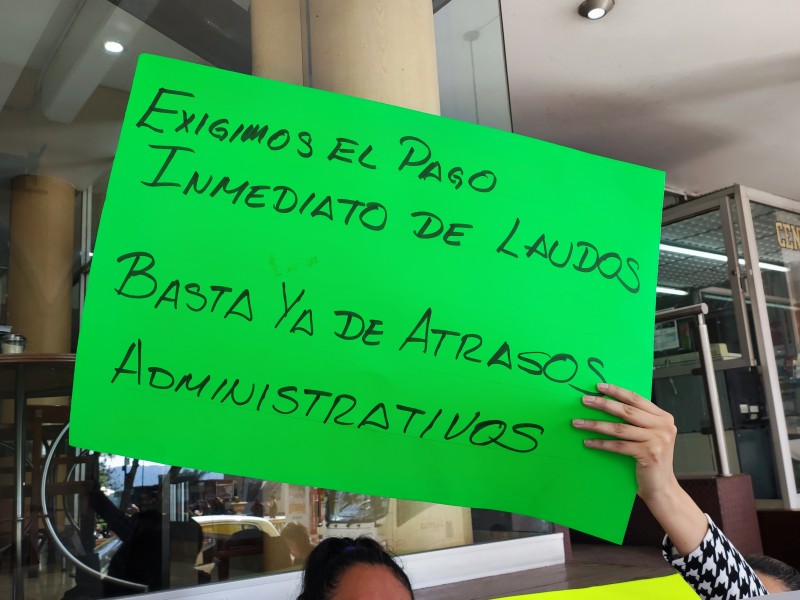 EXIGIMOS EL PAGO
INMEDIATO DE LAUDOS
BASTA YA DE ATRASOS
ADMINISTRATIVOS